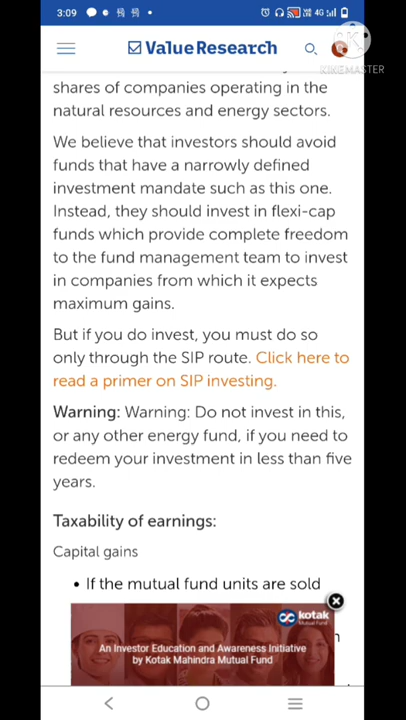 3:09
4G
KINEMASTER
ValueResearch
shares of companies operating in the
natural resources and energy sectors.
We believe that investors should avoid
funds that have a narrowly defined
investment mandate such as this one.
Instead, they should invest in flexi-cap
funds which provide complete freedom
to the fund management team to invest
in companies from which it expects
maximum gains.
But if you do invest, you must do so
only through the SIP route. Click here to
read a primer on SIP investing.
Warning: Warning: Do not invest in this,
or any other energy fund, if you need to
redeem your investment in less than five
years.
Taxability of earnings:
Capital gains
• If the mutual fund units are sold
kotak
Mutual Fund
An Investor Education and Awareness Initiative
by Kotak Mahindra Mutual Fund